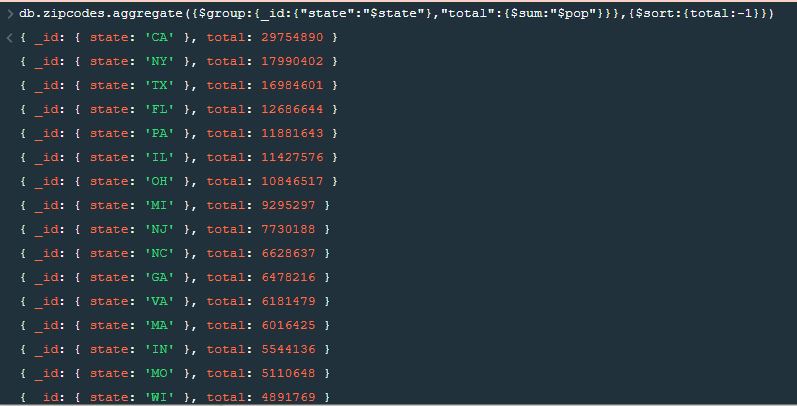 >db.zipcodes.aggregate({$group:{_id:{"state":"$state"},"total":{$sum:"$pop"}}},{$sort:{total:-1}})
<{ _id: { state: 'CA' }, total: 29754890 }
{ _id: { state: 'NY' }, total: 17990402 }
{ _id: { state: 'TX' }, total: 16984601 }
{ _id: { state: 'FL' }, total: 12686644 }
{ _id: { state: 'PA' }, total: 11881643 }
{ _id: { state: 'IL' }, total: 11427576 }
{ _id: { state: 'OH' }, total: 10846517 }
{ _id: { state: 'MI' }, total: 9295297 }
{ _id: { state: 'NJ' }, total: 7730188 }
{ _id: { state: 'NC' }, total: 6628637 }
{ _id: { state: 'GA' }, total: 6478216 }
{ _id: { state: 'VA' }, total: 6181479 }
{ _id: { state: 'MA' }, total: 6016425 }
{ _id: { state: 'IN' }, total: 5544136 }
{ _id: { state: 'MO' }, total: 5110648 }
{ _id: { state: 'WI' }, total: 4891769 }